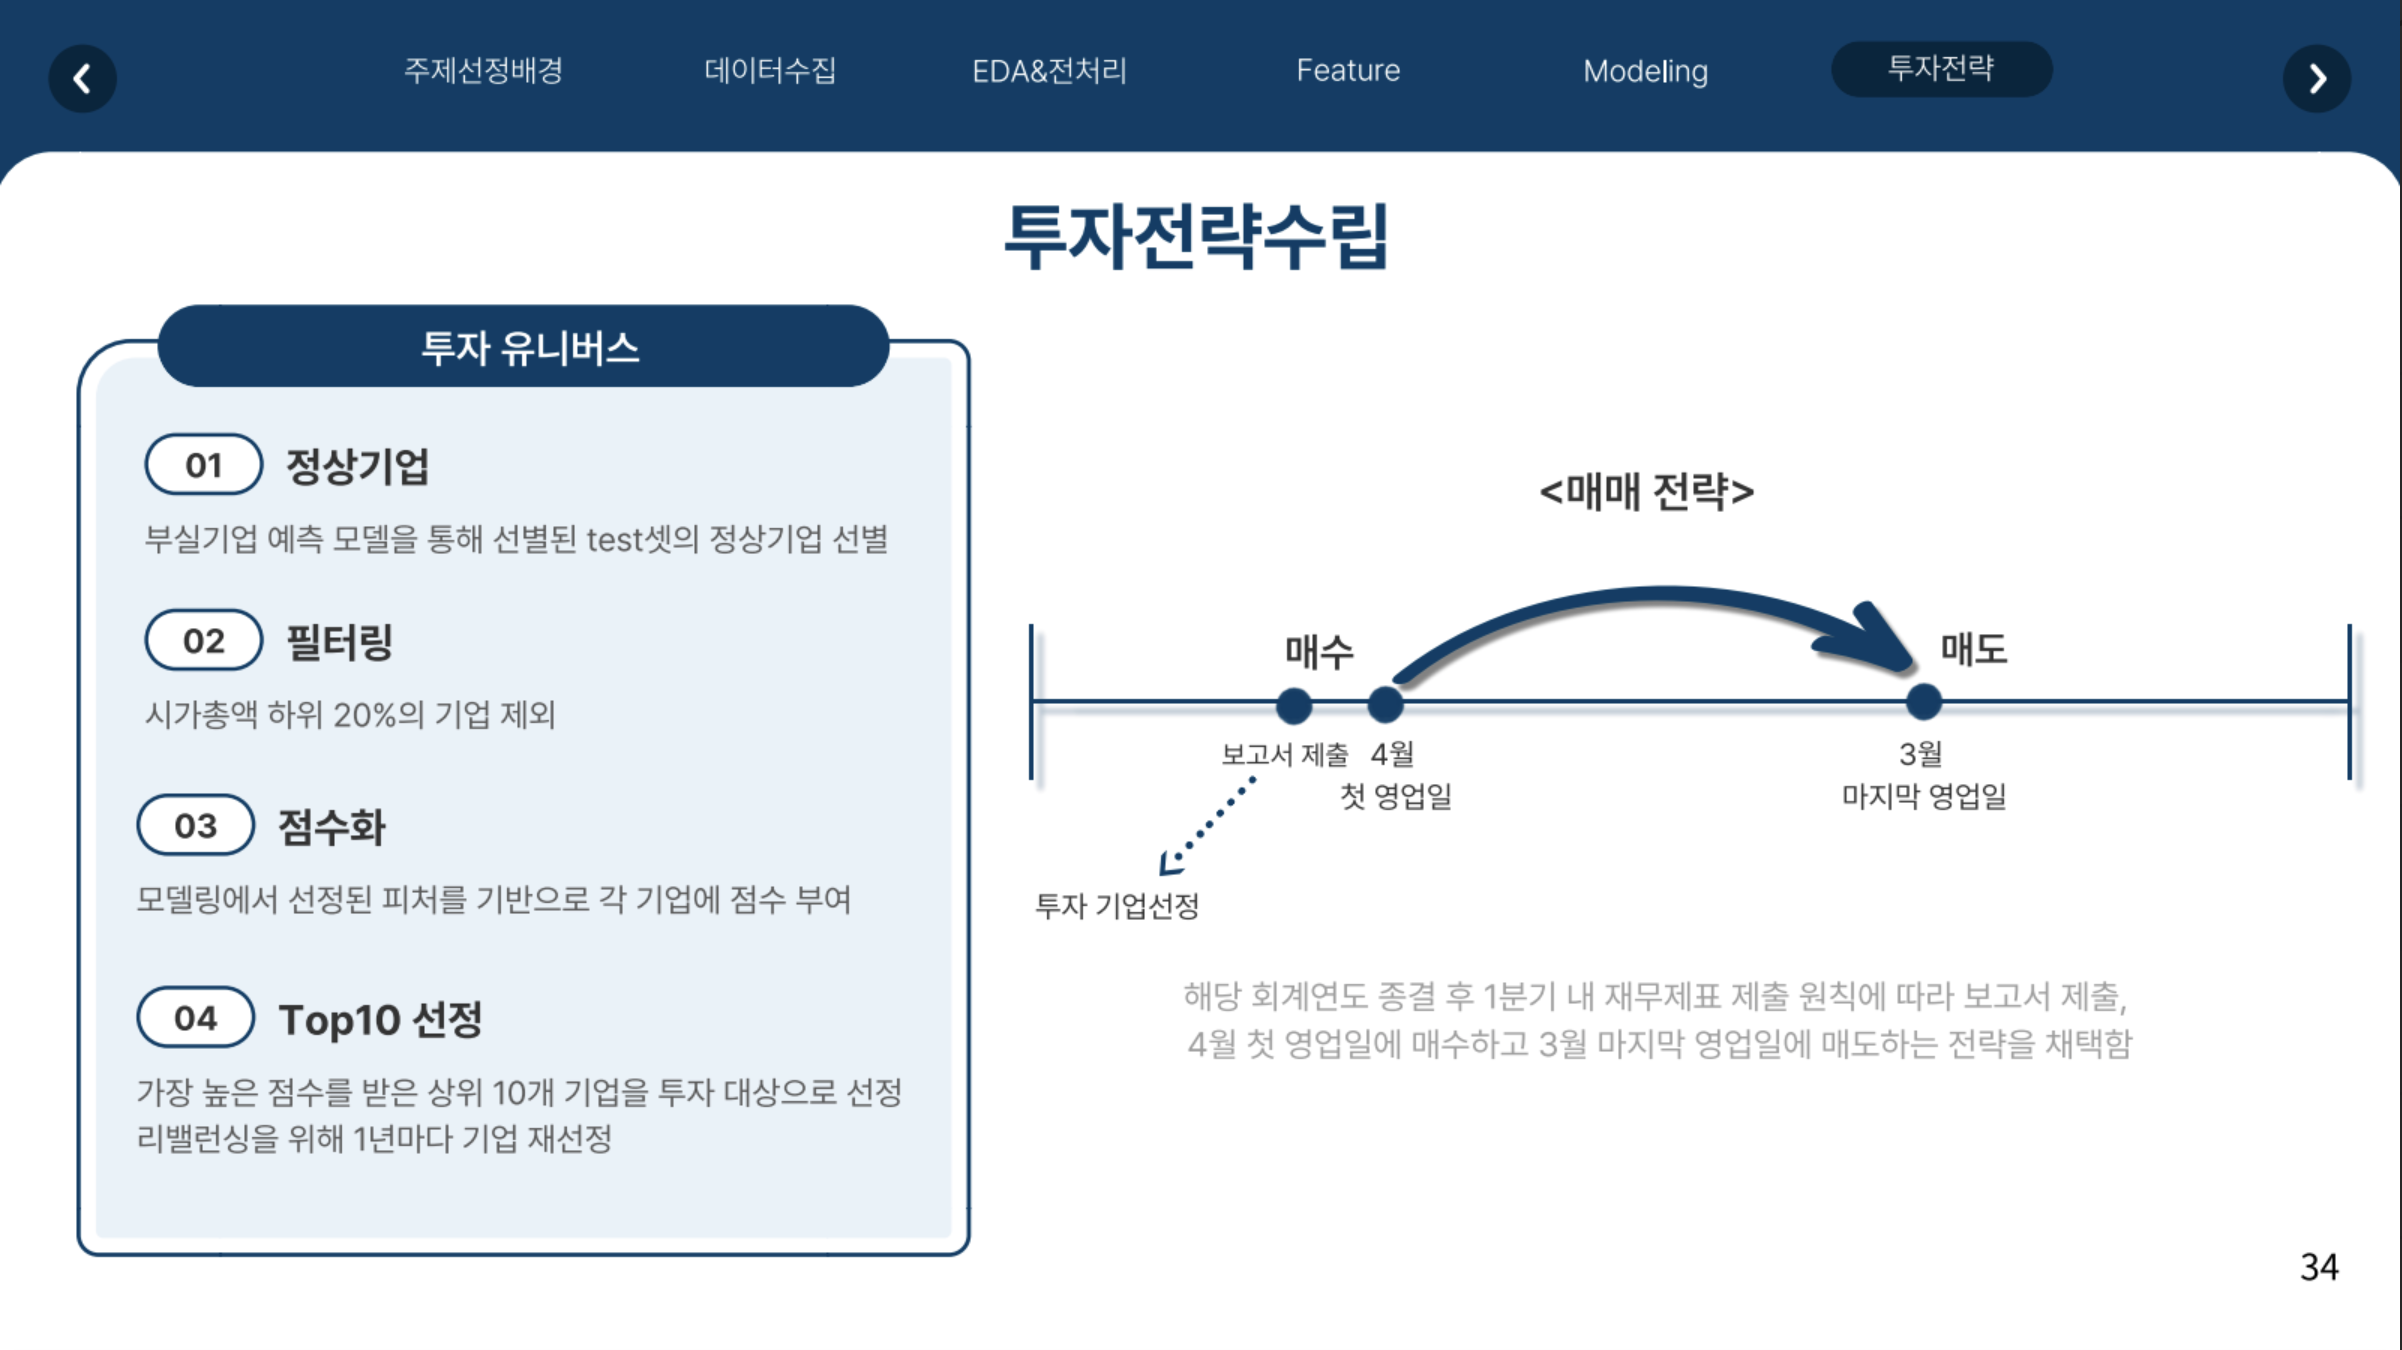 주제선정배경
데이터수집
EDA&전처리
Feature
Modeling
투자전략
투자전략수립
투자 유니버스
01 정상기업
부실기업 예측 모델을 통해 선별된 test셋의 정상기업 선별
02 필터링
시가총액 하위 20%의 기업 제외
03 점수화
모델링에서 선정된 피처를 기반으로 각 기업에 점수 부여
04 Top10 선정
가장 높은 점수를 받은 상위 10개 기업을 투자 대상으로 선정
리밸런싱을 위해 1년마다 기업 재선정
<매매 전략>
매수
매도
보고서 제출
4월
첫 영업일
3월
마지막 영업일
투자 기업선정
해당 회계연도 종결 후 1분기 내 재무제표 제출 원칙에 따라 보고서 제출,
4월 첫 영업일에 매수하고 3월 마지막 영업일에 매도하는 전략을 채택함
34